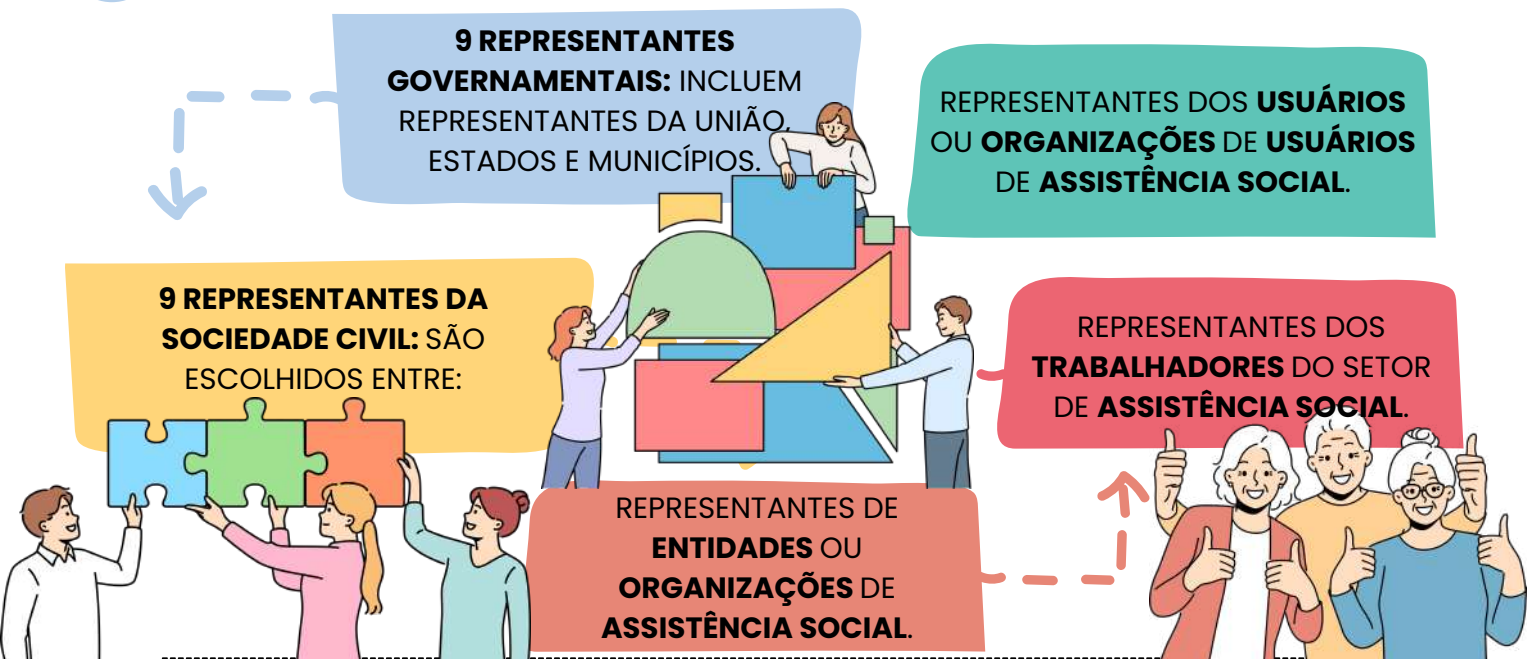 9 REPRESENTANTES
GOVERNAMENTAIS: INCLUEM
REPRESENTANTES DA UNIÃO,
ESTADOS E MUNICÍPIOS.
9 REPRESENTANTES DA
SOCIEDADE CIVIL: SÃO
ESCOLHIDOS ENTRE:
REPRESENTANTES DE
ENTIDADES OU
ORGANIZAÇÕES DE
ASSISTÊNCIA SOCIAL.
REPRESENTANTES DOS
TRABALHADORES DO SETOR
DE ASSISTÊNCIA SOCIAL.
REPRESENTANTES DOS USUÁRIOS
OU ORGANIZAÇÕES DE USUÁRIOS
DE ASSISTÊNCIA SOCIAL.